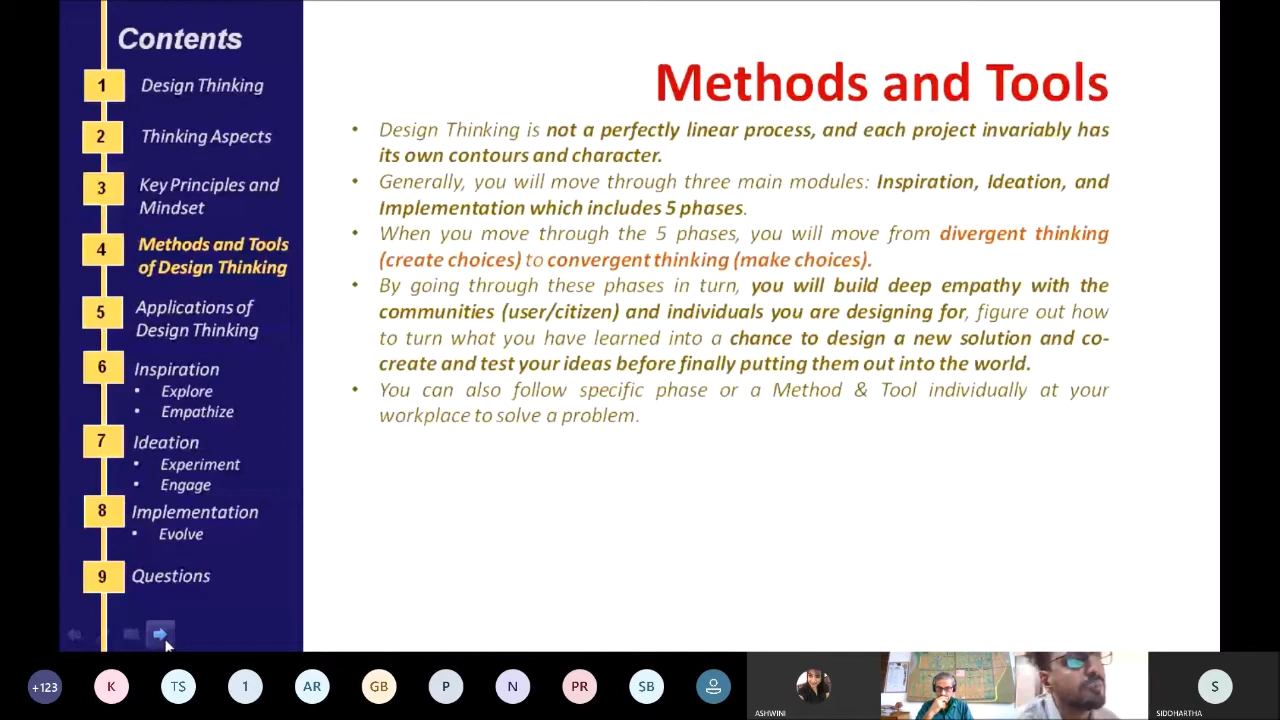 Contents
1
Design Thinking
2
Thinking Aspects
3
Key Principles and
Mindset
4
Methods and Tools
of Design Thinking
5
Applications of
Design Thinking
6
Inspiration
• Explore
• Empathize
7
Ideation
• Experiment
• Engage
8
Implementation
• Evolve
9
Questions
Methods and Tools
• Design Thinking is not a perfectly linear process, and each project invariably has
its own contours and character.
• Generally, you will move through three main modules: Inspiration, Ideation, and
Implementation which includes 5 phases.
• When you move through the 5 phases, you will move from divergent thinking
(create choices) to convergent thinking (make choices).
• By going through these phases in turn, you will build deep empathy with the
communities (user/citizen) and individuals you are designing for, figure out how
to turn what you have learned into a chance to design a new solution and co-
create and test your ideas before finally putting them out into the world.
• You can also follow specific phase or a Method & Tool individually at your
workplace to solve a problem.
+123
K
TS
1
AR
GB
P
N
PR
SB
ASHWINI
S
SIDDHARTHA